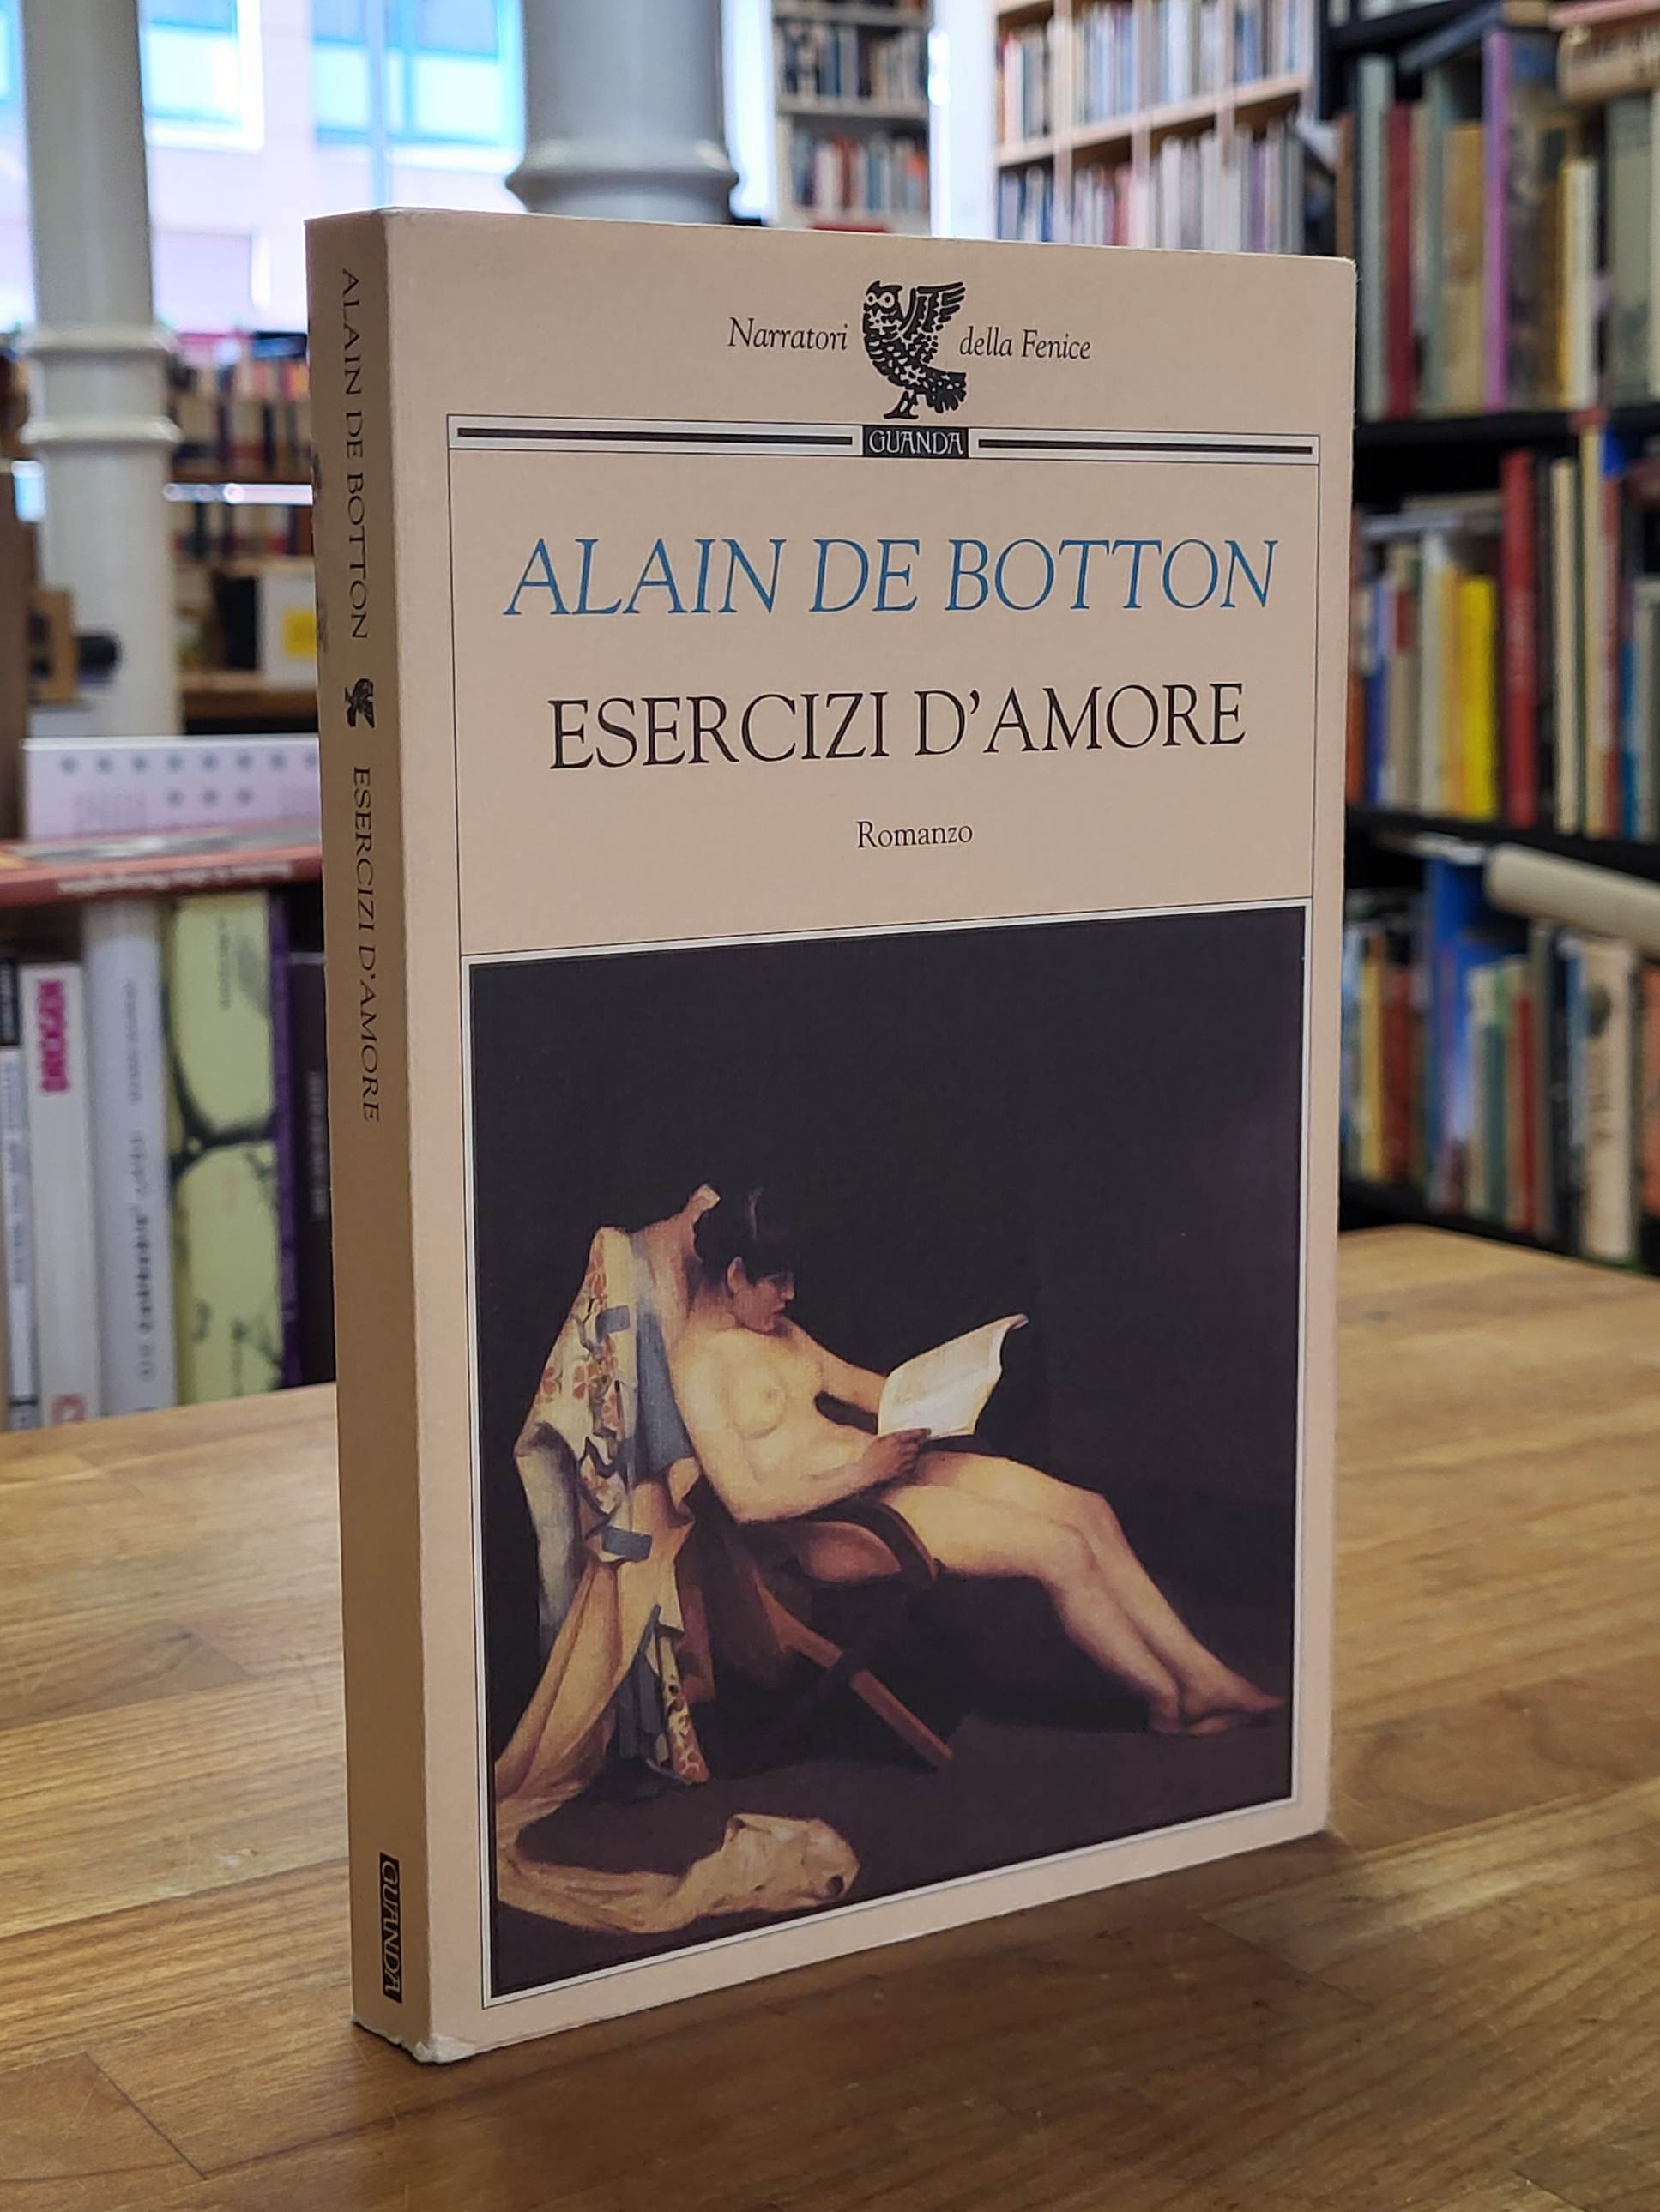 Narratori della Fenice
GUANDA
ALAIN DE BOTTON
ESERCIZI D'AMORE
Romanzo
ALAIN DE BOTTON ESERCIZI D'AMORE
GUANDA